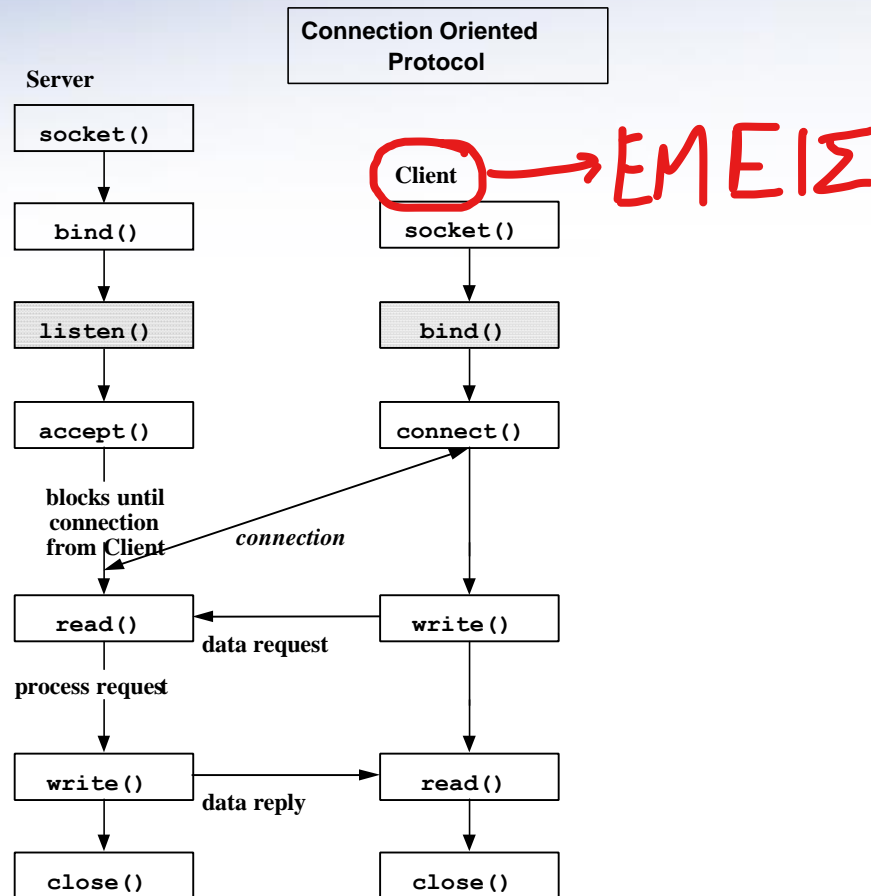 Connection Oriented
Protocol
Server
socket()
bind()
listen()
accept()
blocks until
connection
from Client
read()
process request
write()
close()
Client
ΕΜΕΙΣ
socket()
bind()
connect()
connection
write()
data request
read()
data reply
close()